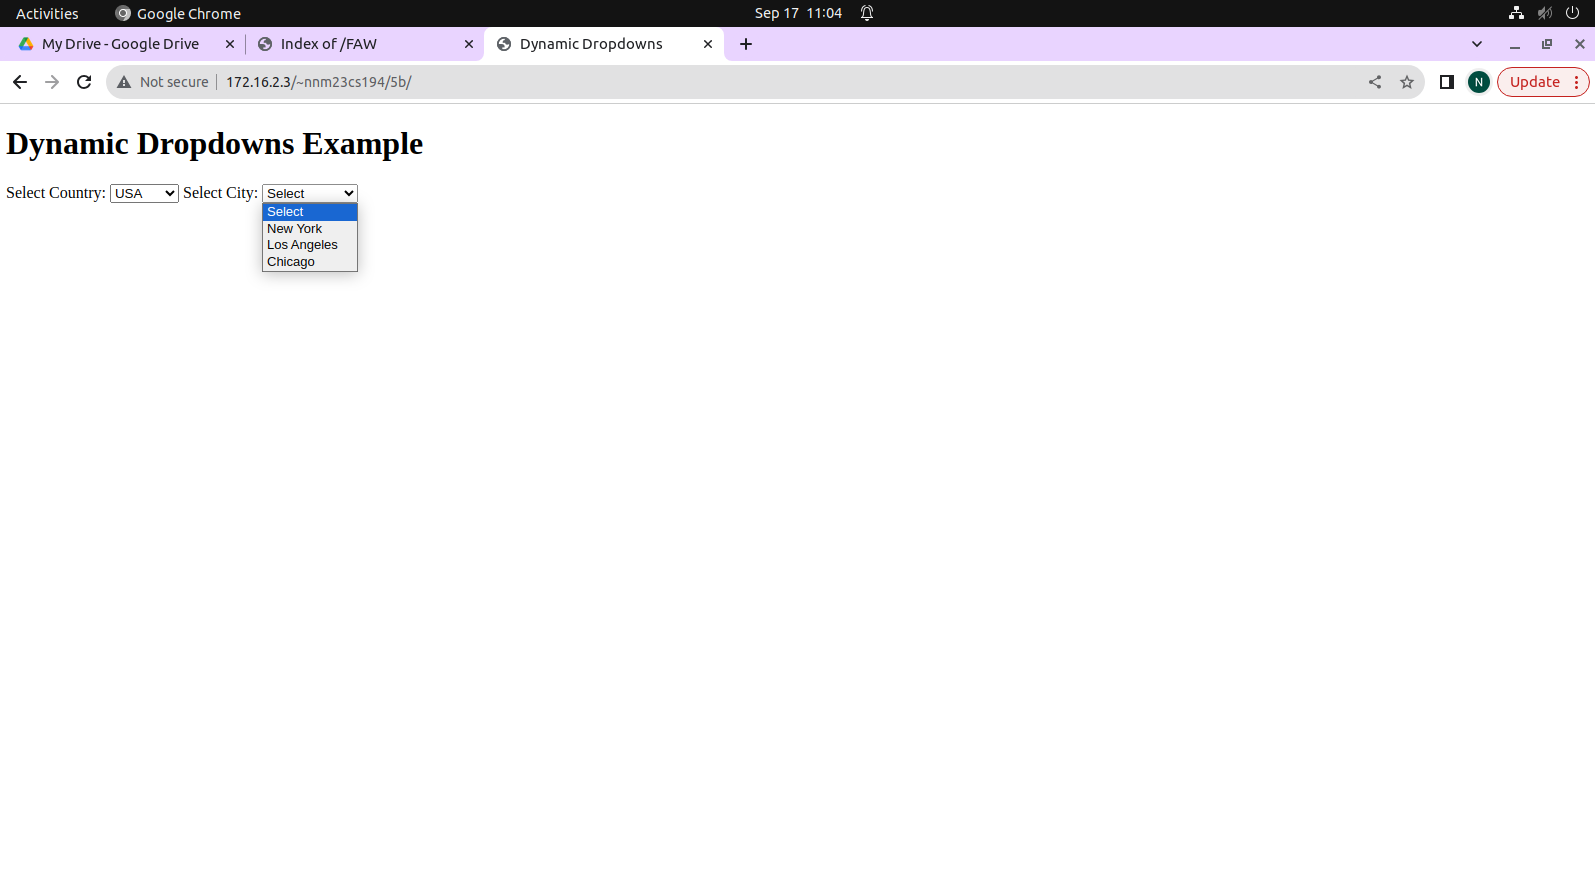 Activities Google Chrome Sep 17 11:04
My Drive - Google Drive Index of /FAW Dynamic Dropdowns
Not secure 172.16.2.3/~nnm23cs194/5b/ N Update
Dynamic Dropdowns Example
Select Country: USA Select City: Select
Select
New York
Los Angeles
Chicago